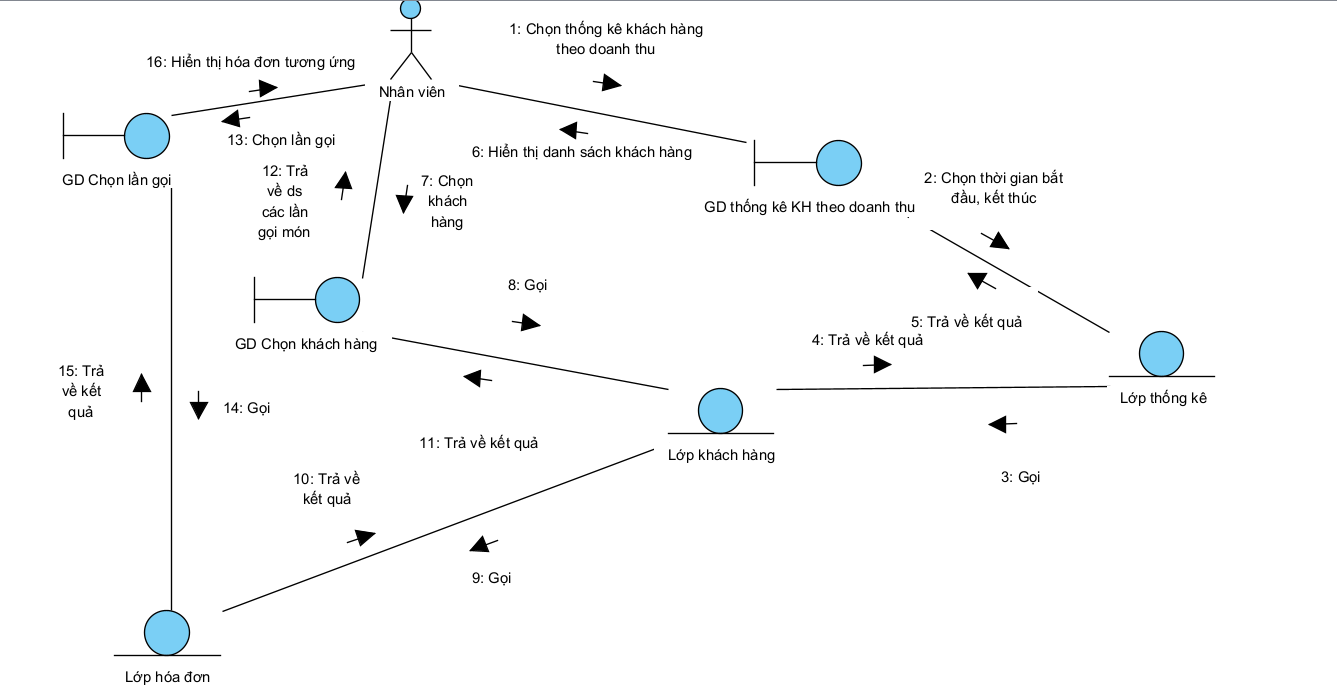 1: Chọn thống kê khách hàng
theo doanh thu
16: Hiển thị hóa đơn tương ứng
Nhân viên
13: Chọn lần gọi
6: Hiển thị danh sách khách hàng
GD Chọn lần gọi
12: Trả
về ds
các lần
gọi món
7: Chọn
khách
hàng
GD thống kê KH theo doanh thu
2: Chọn thời gian bắt
đầu, kết thúc
8: Gọi
GD Chọn khách hàng
5: Trả về kết quả
4: Trả về kết quả
15: Trả
về kết
quả
14: Gọi
Lớp thống kê
11: Trả về kết quả
Lớp khách hàng
10: Trả về
kết quả
3: Gọi
9: Gọi
Lớp hóa đơn